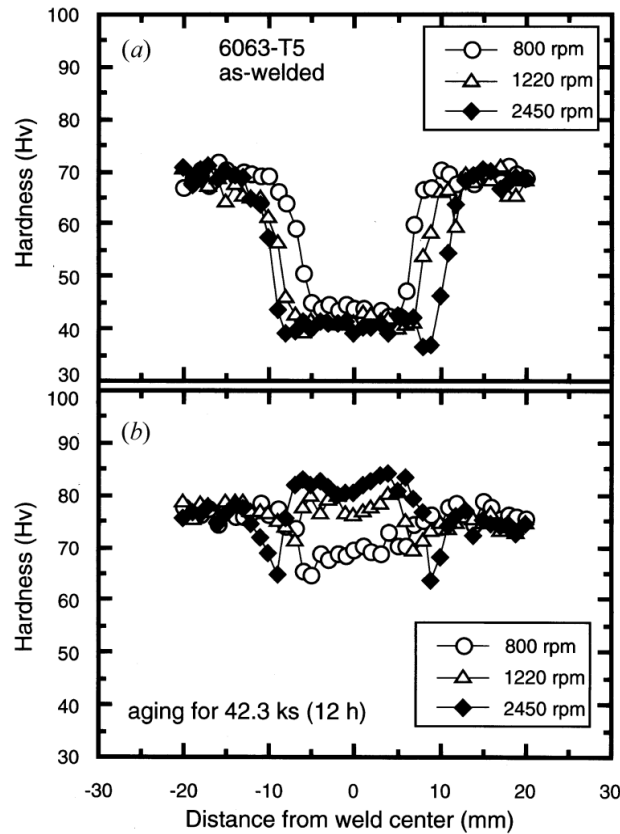 100
(a)
6063-T5
as-welded
800 rpm
1220 rpm
2450 rpm
90
80
70
60
50
40
30
Hardness (Hv)
100
(b)
90
80
70
60
50
40
30
Hardness (Hv)
800 rpm
1220 rpm
2450 rpm
aging for 42.3 ks (12 h)
-30
-20
-10
0
10
20
30
Distance from weld center (mm)